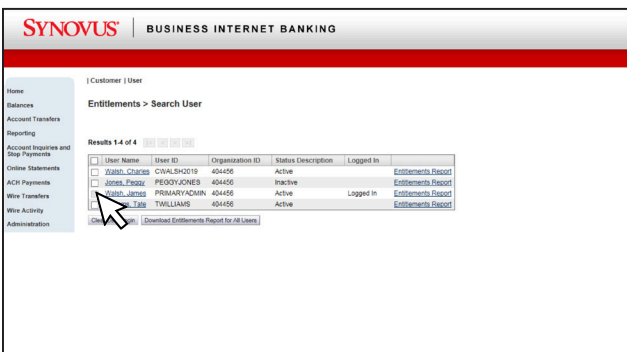 SYNOVUS® | BUSINESS INTERNET BANKING
| Customer | User
Home
Balances
Account Transfers
Reporting
Account Inquiries and
Stop Payments
Online Statements
ACH Payments
Wire Transfers
Wire Activity
Administration
Entitlements > Search User
Results 1-4 of 4
User Name User ID Organization ID Status Description Logged In
Walsh, Charles CWALSH2019 404456 Active Entitlements Report
Jones, Peggy PEGGYJONES 404456 Inactive Entitlements Report
Walsh, James PRIMARYADMIN 404456 Active Logged In Entitlements Report
Tate TWILLIAMS 404456 Active Entitlements Report
Download Entitlements Report for All Users